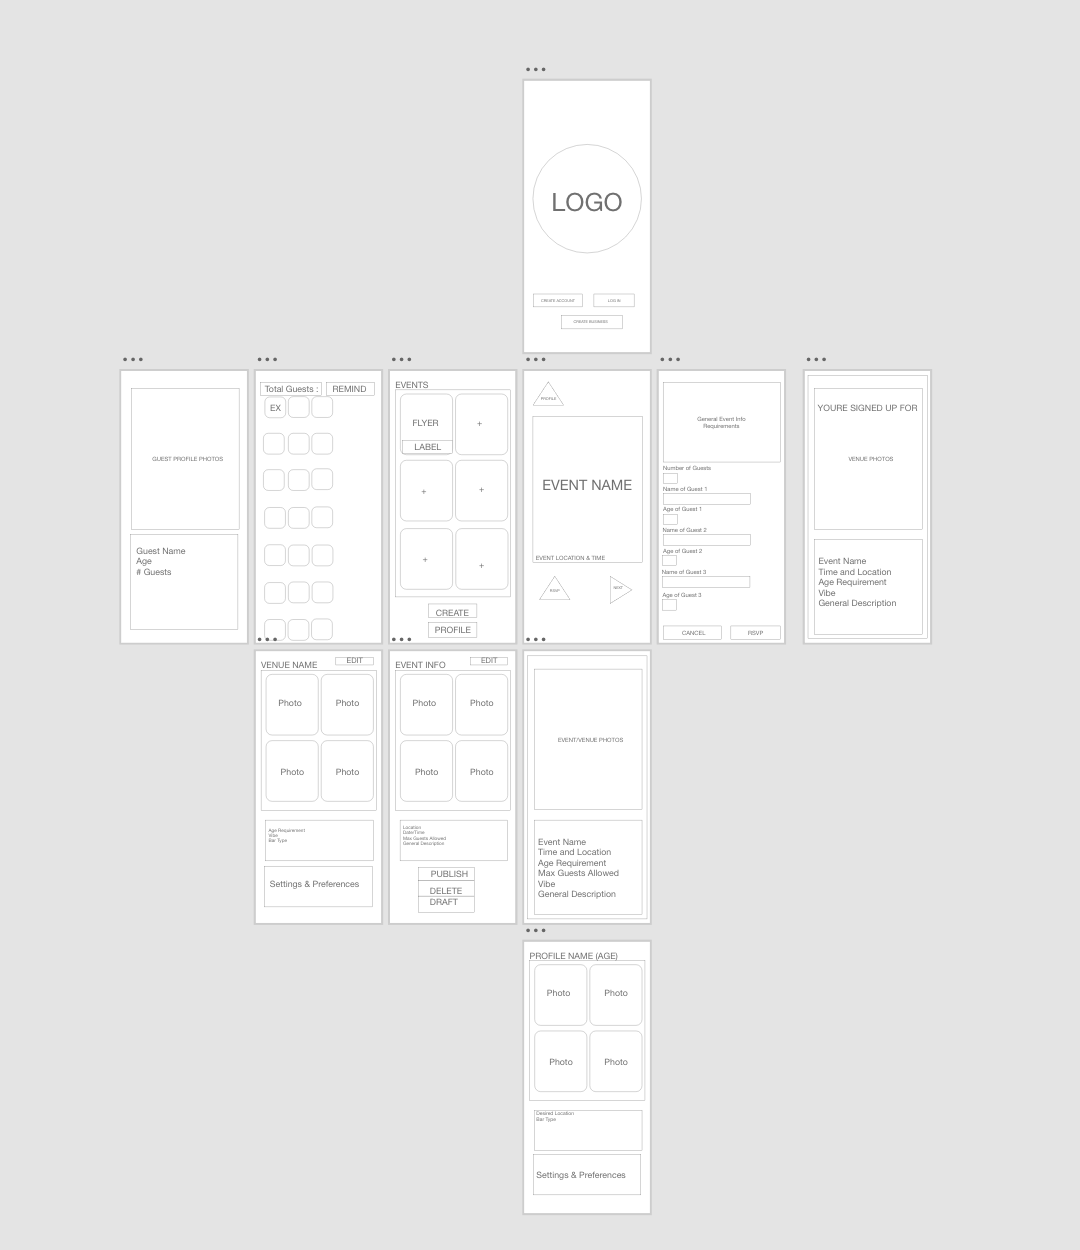 LOGO
CREATE ACCOUNT
LOG IN
CREATE BUSINESS
GUEST PROFILE PHOTOS
Guest Name
Age
# Guests
Total Guests :
REMIND
EX
EVENTS
FLYER
+
LABEL
+
+
+
+
CREATE
PROFILE
PROFILE
EVENT NAME
EVENT LOCATION & TIME
RSVP
NEXT
General Event Info
Requirements
Number of Guests
Name of Guest 1
Age of Guest 1
Name of Guest 2
Age of Guest 2
Name of Guest 3
Age of Guest 3
CANCEL
RSVP
YOURE SIGNED UP FOR
VENUE PHOTOS
Event Name
Time and Location
Age Requirement
Vibe
General Description
VENUE NAME
EDIT
Photo
Photo
Photo
Photo
Age Requirement
Vibe
Bar Type
Settings & Preferences
EVENT INFO
EDIT
Photo
Photo
Photo
Photo
Location
Date/Time
Max Guests Allowed
General Description
PUBLISH
DELETE
DRAFT
EVENT/VENUE PHOTOS
Event Name
Time and Location
Age Requirement
Max Guests Allowed
Vibe
General Description
PROFILE NAME (AGE)
Photo
Photo
Photo
Photo
Desired Location
Bar Type
Settings & Preferences